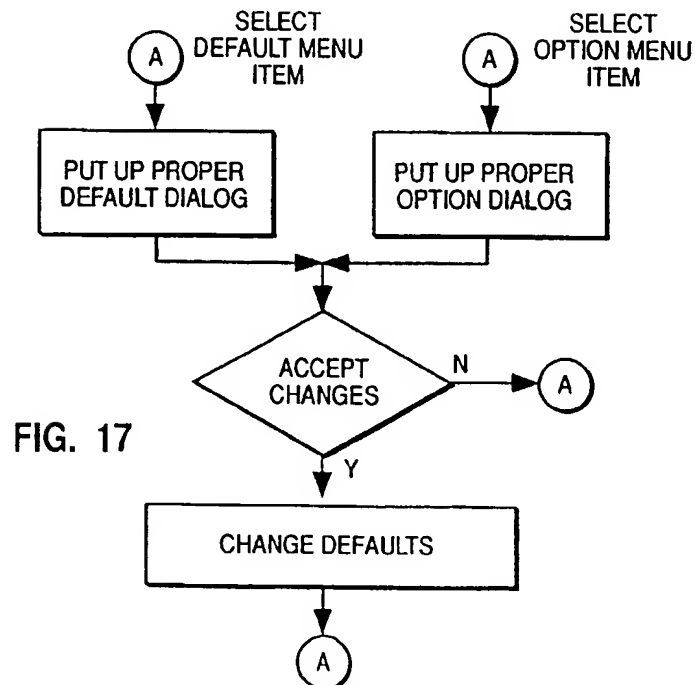 A
SELECT
DEFAULT MENU
ITEM
A
SELECT
OPTION MENU
ITEM
PUT UP PROPER
DEFAULT DIALOG
PUT UP PROPER
OPTION DIALOG
ACCEPT
CHANGES
N
A
FIG. 17
Y
CHANGE DEFAULTS
A